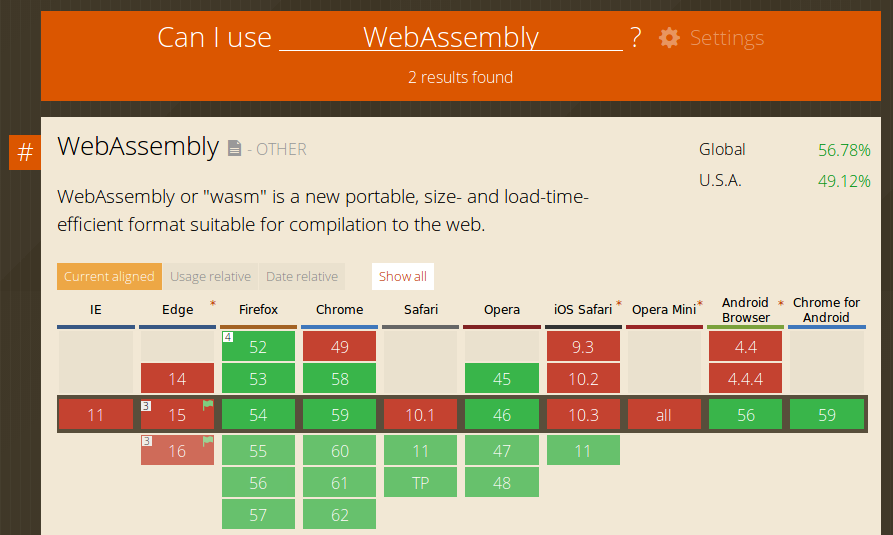 Can I use WebAssembly ? Settings
2 results found
#
WebAssembly - OTHER
Global 56.78%
U.S.A. 49.12%
WebAssembly or "wasm" is a new portable, size- and load-time-
efficient format suitable for compilation to the web.
Current aligned Usage relative Date relative Show all
IE Edge * Firefox Chrome Safari Opera iOS Safari * Opera Mini * Android Browser * Chrome for Android
4 52 49 9.3 4.4
14 53 58 45 10.2 4.4.4
11 3 15 54 59 10.1 46 10.3 all 56 59
3 16 55 60 11 47 11
56 61 TP 48
57 62